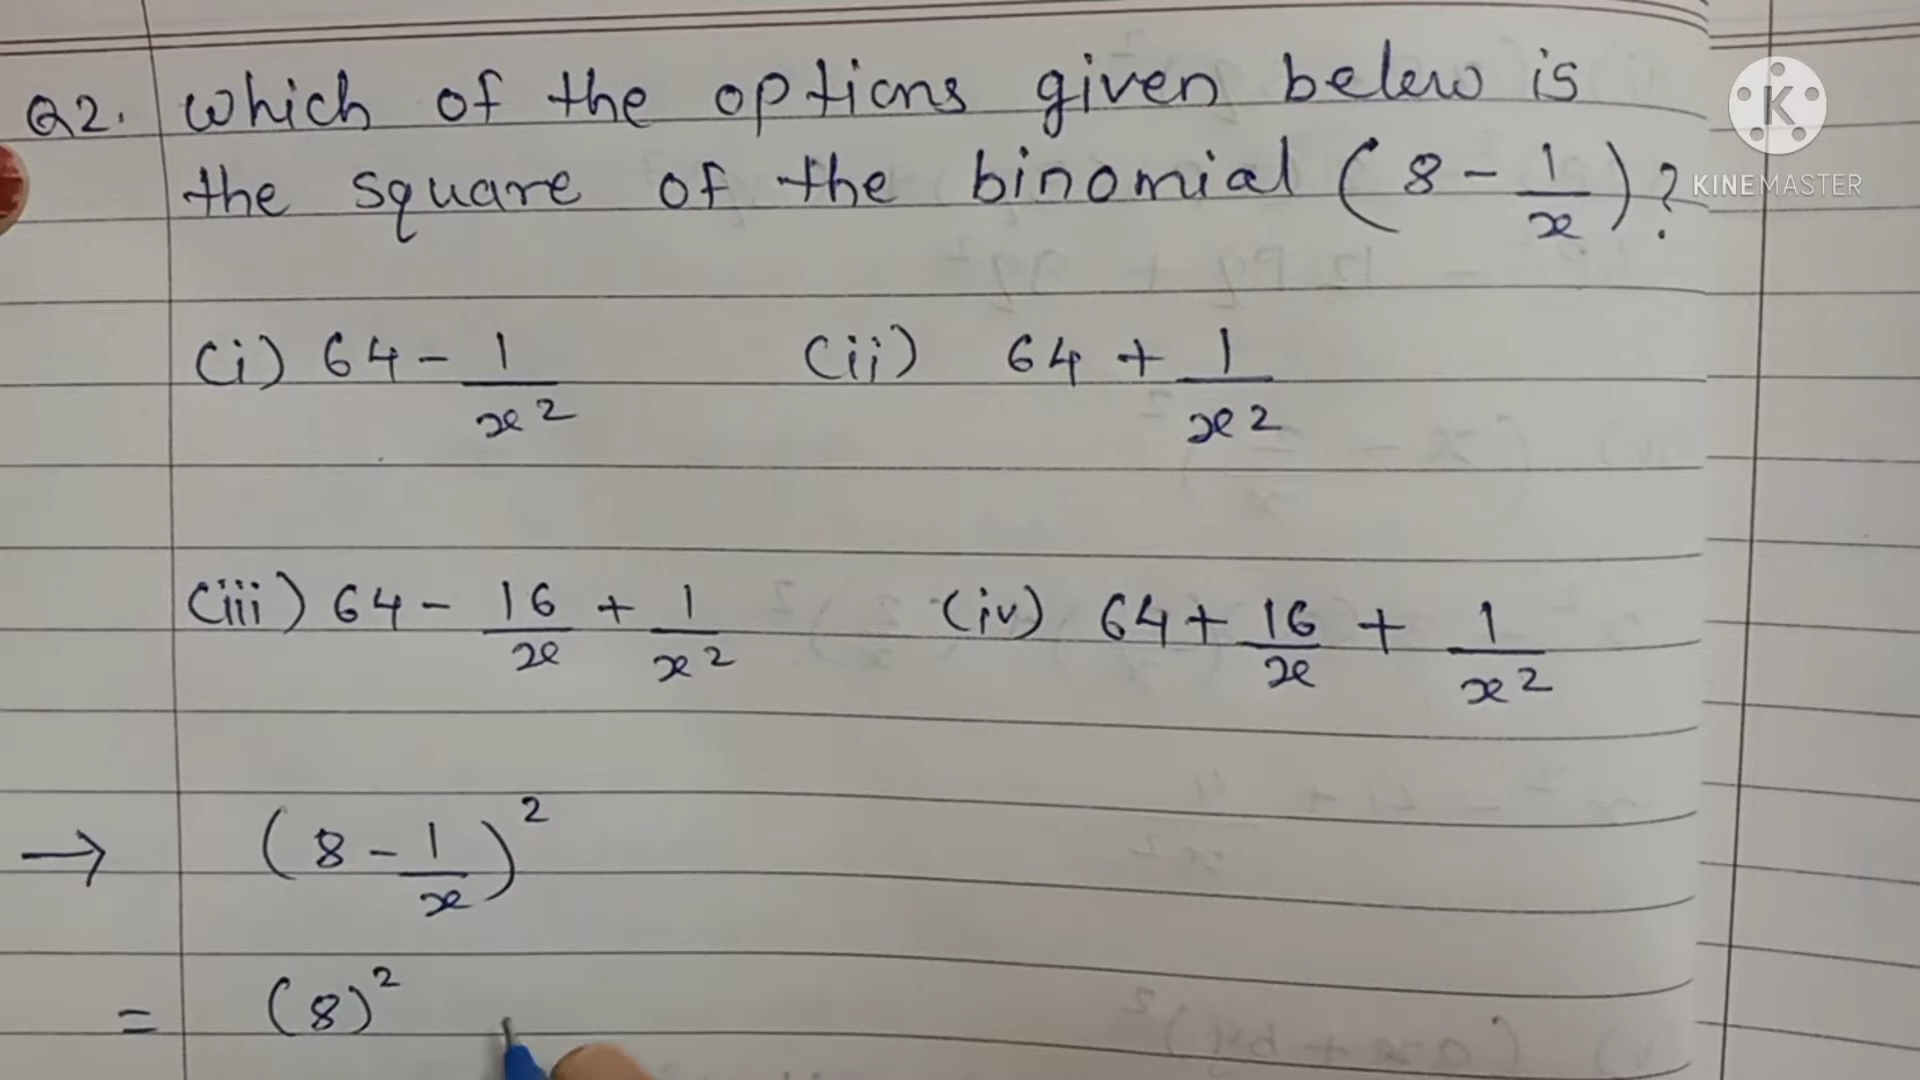 Q2. Which of the options given below is
the square of the binomial (8 - 1/x)?
KINEMASTER
(i) 64 - 1/x² (ii) 64 + 1/x²
(iii) 64 - 16/x + 1/x² (iv) 64 + 16/x + 1/x²
→ (8 - 1/x)²
= (8)²